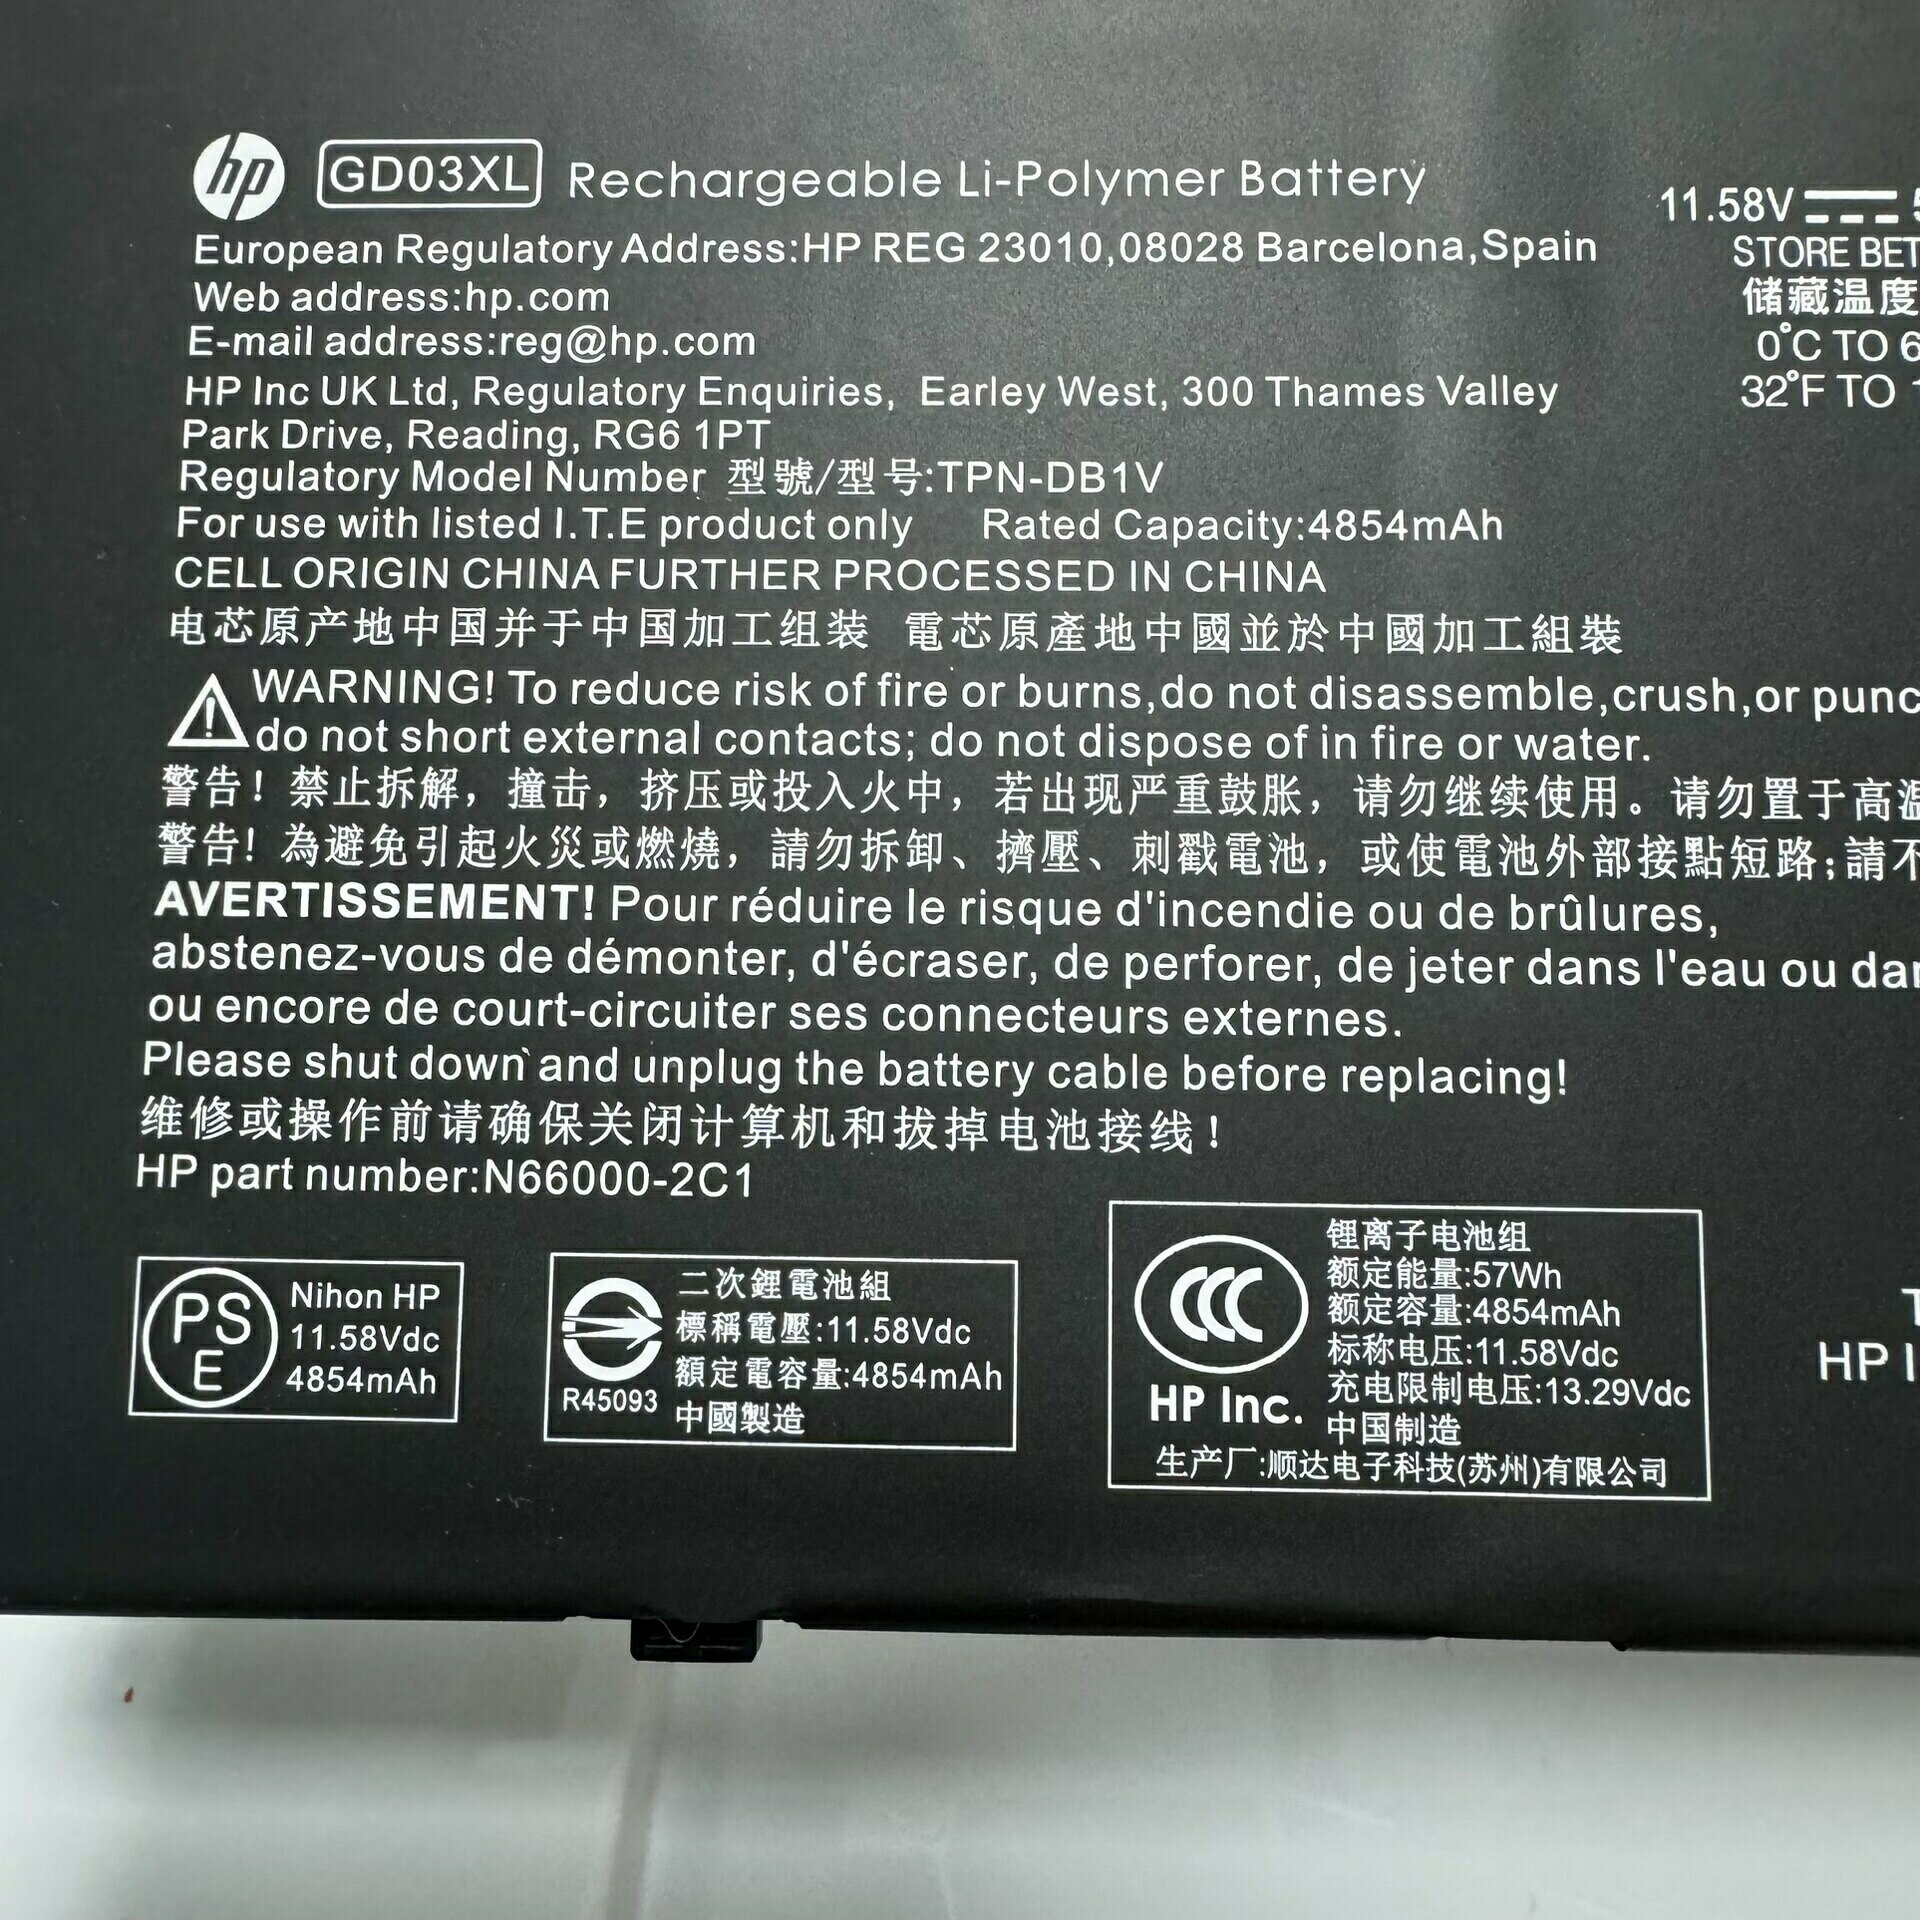 hp GD03XL Rechargeable Li-Polymer Battery
European Regulatory Address:HP REG 23010,08028 Barcelona,Spain
Web address:hp.com
E-mail address:reg@hp.com
HP Inc UK Ltd, Regulatory Enquiries, Earley West, 300 Thames Valley
Park Drive, Reading, RG6 1PT
Regulatory Model Number 型號/型号:TPN-DB1V
For use with listed I.T.E product only Rated Capacity:4854mAh
CELL ORIGIN CHINA FURTHER PROCESSED IN CHINA
电芯原产地中国并于中国加工组装 電芯原產地中國並於中國加工組裝
WARNING! To reduce risk of fire or burns,do not disassemble,crush,or punc
do not short external contacts; do not dispose of in fire or water.
警告！禁止拆解，撞击，挤压或投入火中，若出现严重鼓胀，请勿继续使用。请勿置于高温
警告！為避免引起火災或燃燒，請勿拆卸、擠壓、刺戳電池，或使電池外部接點短路;請不
AVERTISSEMENT! Pour réduire le risque d'incendie ou de brûlures,
abstenez-vous de démonter, d'écraser, de perforer, de jeter dans l'eau ou dan
ou encore de court-circuiter ses connecteurs externes.
Please shut down and unplug the battery cable before replacing!
维修或操作前请确保关闭计算机和拔掉电池接线！
HP part number:N66000-2C1
11.58V
STORE BET
储藏温度
0°C TO 6
32°F TO 1
PS
E
Nihon HP
11.58Vdc
4854mAh
R45093
二次鋰電池組
標稱電壓:11.58Vdc
額定電容量:4854mAh
中國製造
CCC
HP Inc.
锂离子电池组
额定能量:57Wh
额定容量:4854mAh
标称电压:11.58Vdc
充电限制电压:13.29Vdc
中国制造
生产厂:顺达电子科技(苏州)有限公司
HP I